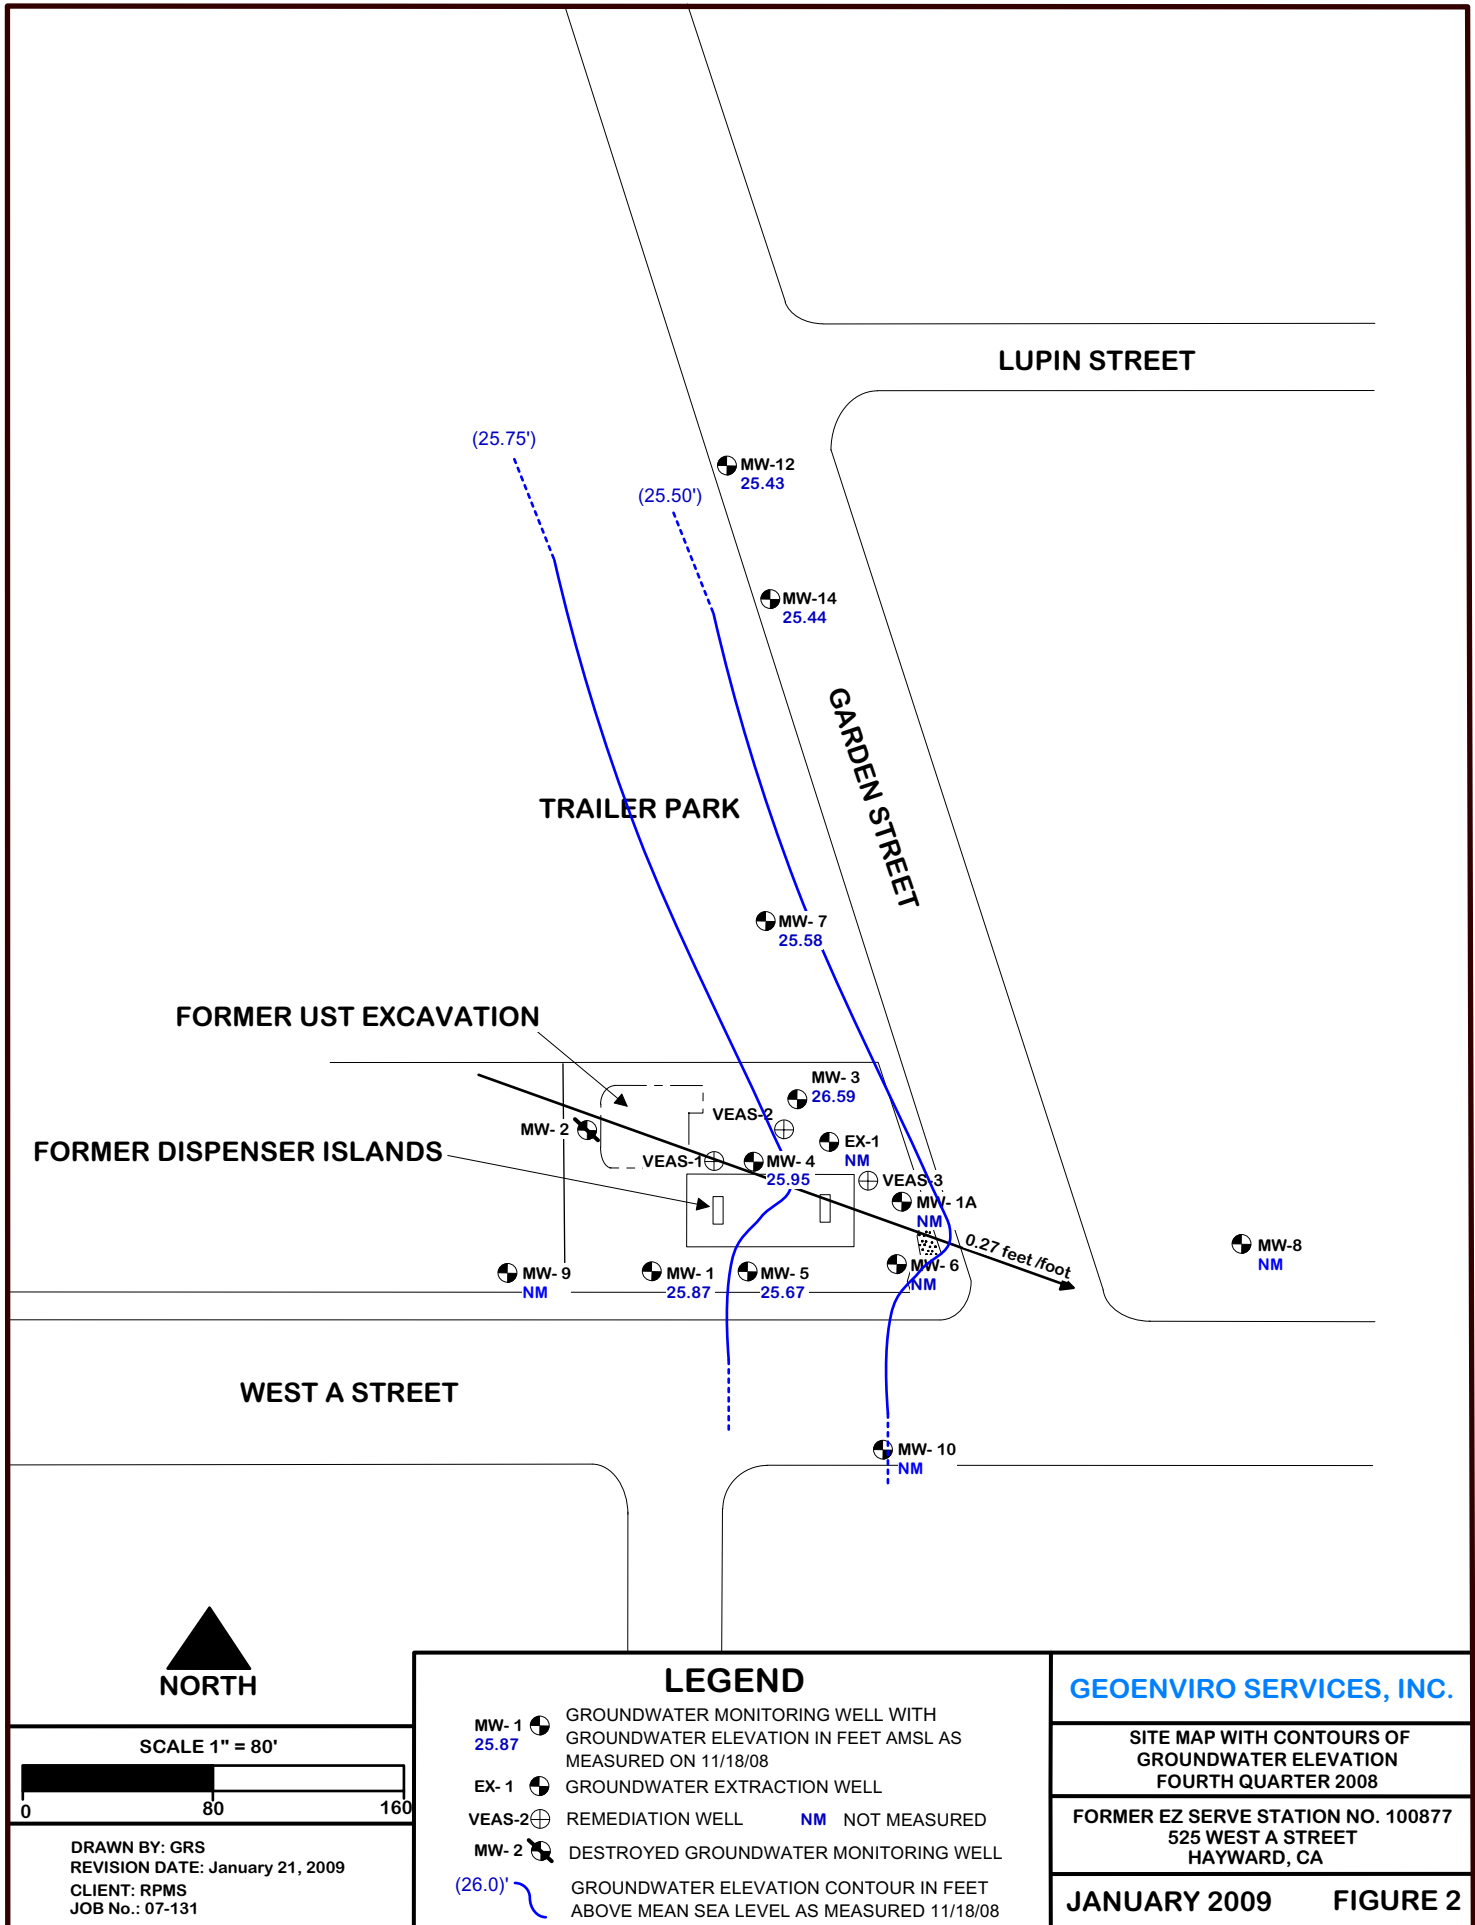 LUPIN STREET
(25.75')
MW-12
25.43
(25.50')
MW-14
25.44
GARDEN STREET
TRAILER PARK
MW- 7
25.58
FORMER UST EXCAVATION
MW- 3
26.59
VEAS-2
MW- 2
EX-1
NM
FORMER DISPENSER ISLANDS
VEAS-1
MW- 4
25.95
VEAS-3
MW- 1A
NM
0.27 feet /foot
MW-8
NM
MW- 9
NM
MW- 1
25.87
MW- 5
25.67
MW- 6
NM
WEST A STREET
MW- 10
NM
NORTH
SCALE 1" = 80'
0 80 160
DRAWN BY: GRS
REVISION DATE: January 21, 2009
CLIENT: RPMS
JOB No.: 07-131
LEGEND
MW- 1
25.87
GROUNDWATER MONITORING WELL WITH
GROUNDWATER ELEVATION IN FEET AMSL AS
MEASURED ON 11/18/08
EX- 1 GROUNDWATER EXTRACTION WELL
VEAS-2 REMEDIATION WELL NM NOT MEASURED
MW- 2 DESTROYED GROUNDWATER MONITORING WELL
(26.0)' GROUNDWATER ELEVATION CONTOUR IN FEET
ABOVE MEAN SEA LEVEL AS MEASURED 11/18/08
GEOENVIRO SERVICES, INC.
SITE MAP WITH CONTOURS OF
GROUNDWATER ELEVATION
FOURTH QUARTER 2008
FORMER EZ SERVE STATION NO. 100877
525 WEST A STREET
HAYWARD, CA
JANUARY 2009 FIGURE 2